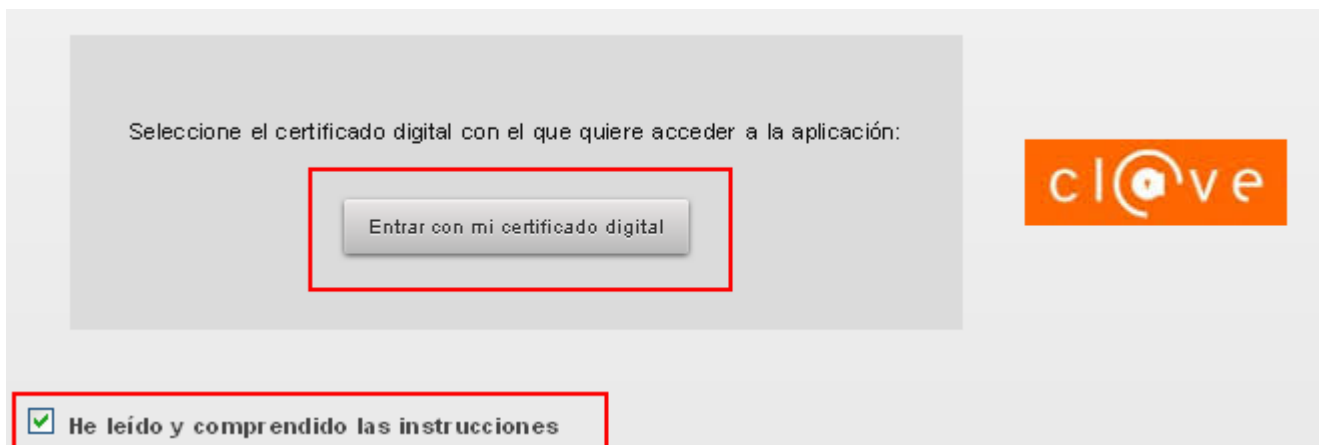 Seleccione el certificado digital con el que quiere acceder a la aplicación:
Entrar con mi certificado digital
cl@ve
He leído y comprendido las instrucciones